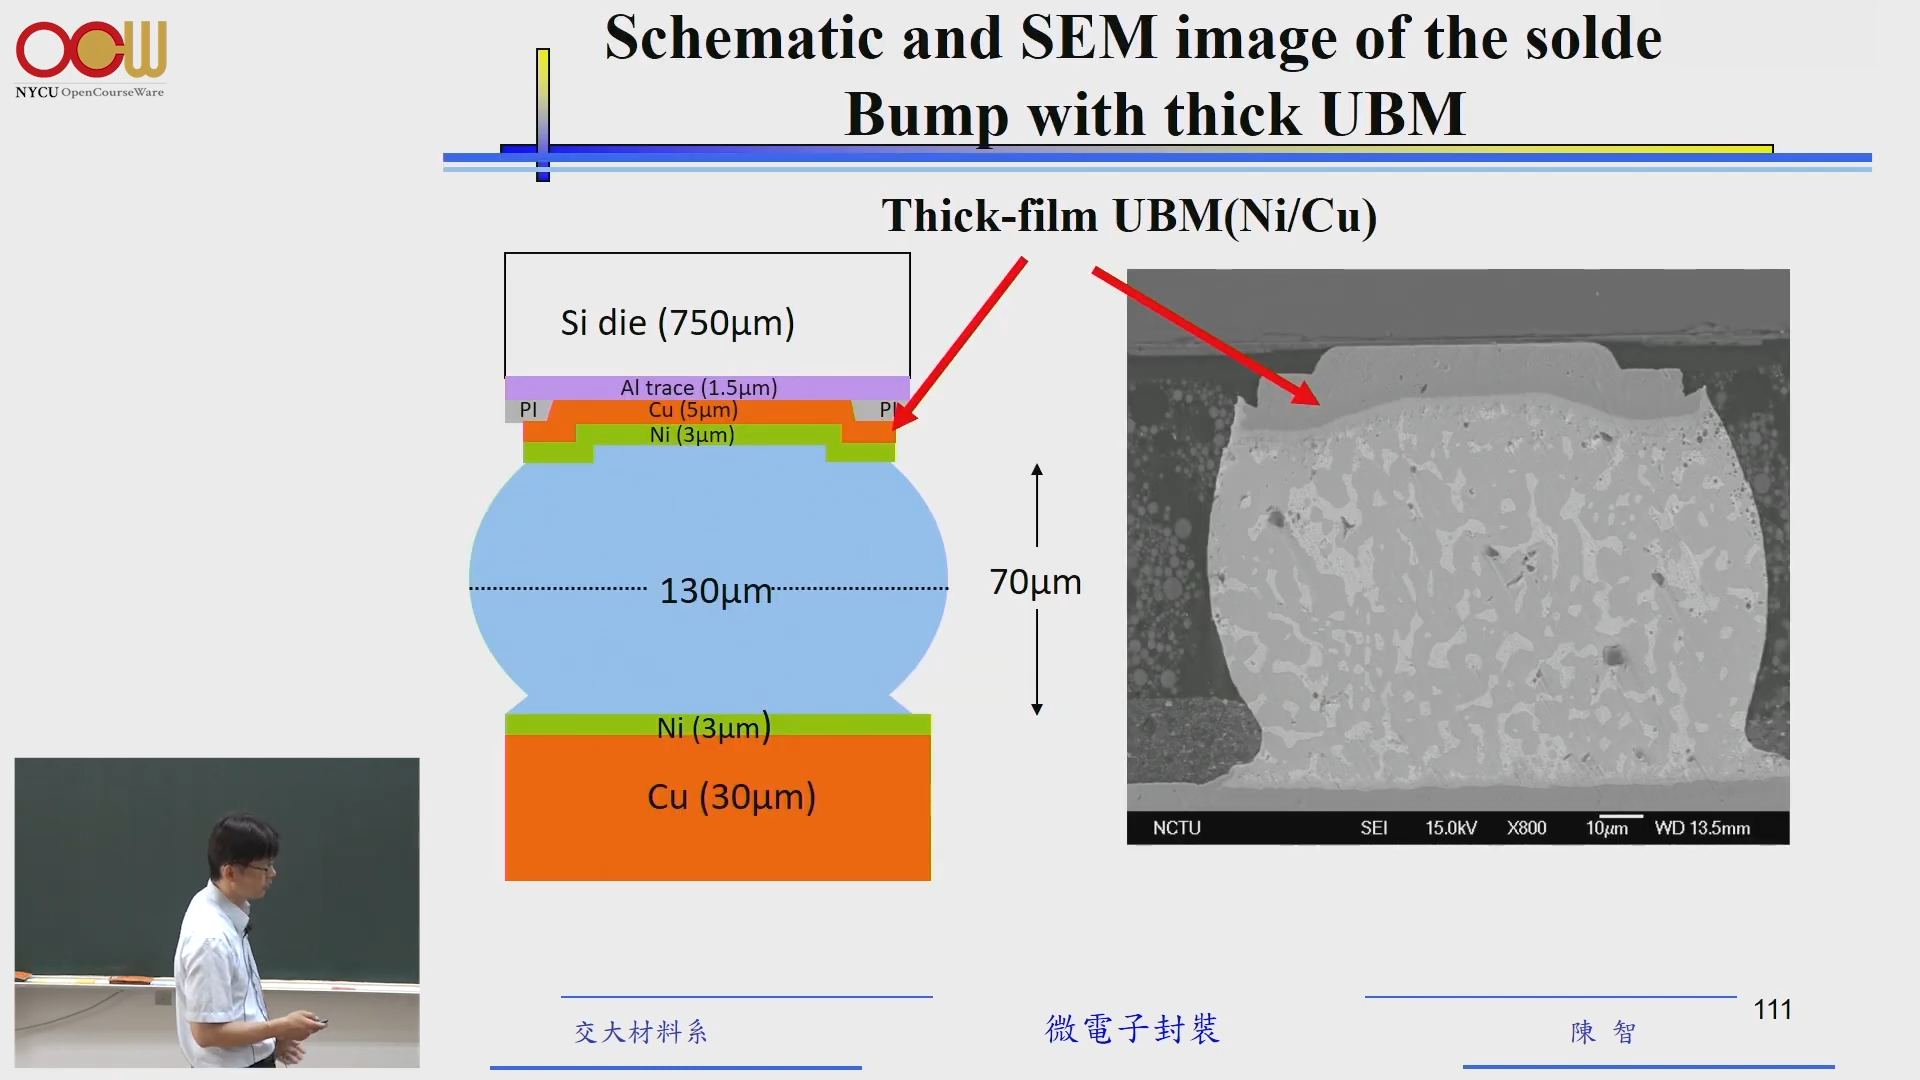 Schematic and SEM image of the solde
Bump with thick UBM
NYCU OpenCourseWare
Thick-film UBM(Ni/Cu)
Si die (750μm)
Al trace (1.5μm)
PI
Cu (5μm)
PI
Ni (3μm)
130μm
70μm
Ni (3μm)
Cu (30μm)
NCTU SEI 15.0kV X800 10μm WD 13.5mm
交大材料系
微電子封裝
陳 智
111